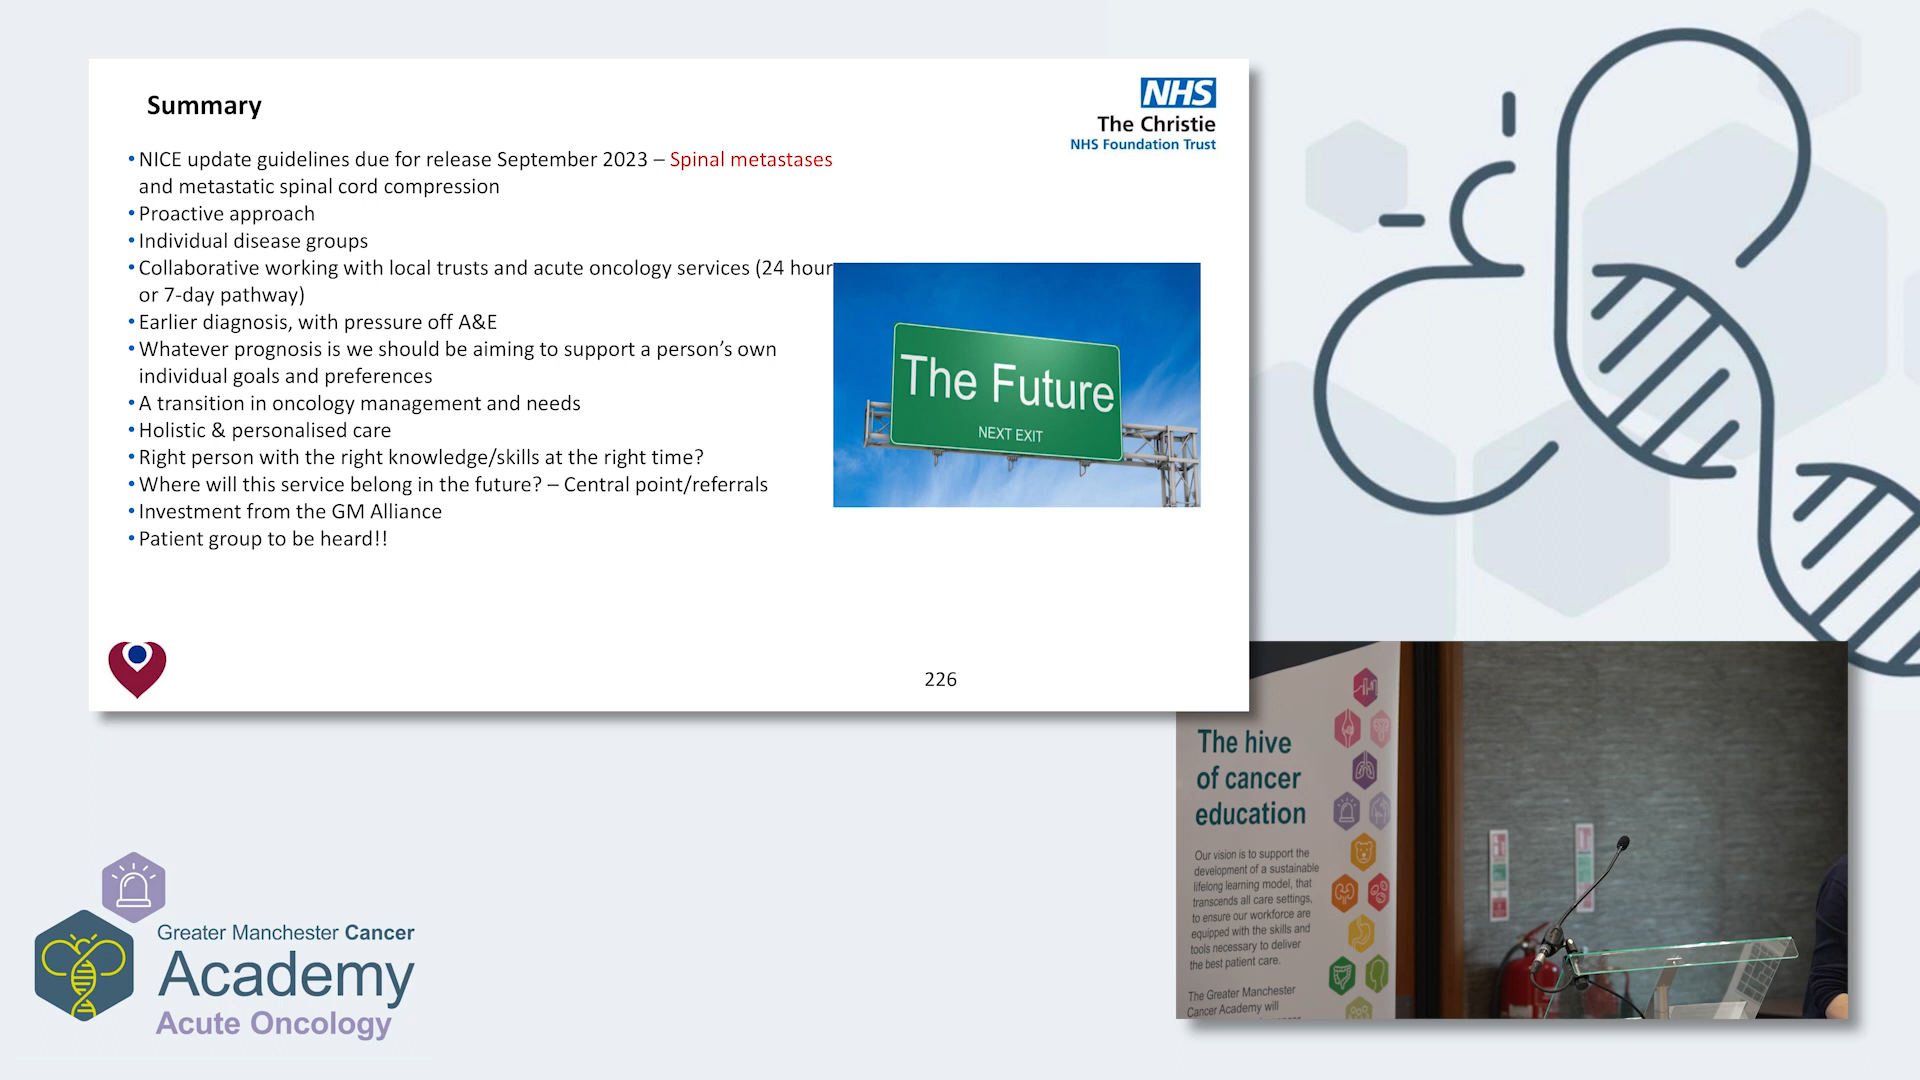 Summary
NHS
The Christie
NHS Foundation Trust
• NICE update guidelines due for release September 2023 – Spinal metastases
and metastatic spinal cord compression
• Proactive approach
• Individual disease groups
• Collaborative working with local trusts and acute oncology services (24 hour
or 7-day pathway)
• Earlier diagnosis, with pressure off A&E
• Whatever prognosis is we should be aiming to support a person’s own
individual goals and preferences
• A transition in oncology management and needs
• Holistic & personalised care
• Right person with the right knowledge/skills at the right time?
• Where will this service belong in the future? – Central point/referrals
• Investment from the GM Alliance
• Patient group to be heard!!
The Future
NEXT EXIT
226
The hive
of cancer
education
Our vision is to support the
development of a sustainable
lifelong learning model, that
transcends all care settings,
to ensure our workforce are
equipped with the skills and
tools necessary to deliver
the best patient care.
The Greater Manchester
Cancer Academy will
Greater Manchester Cancer
Academy
Acute Oncology